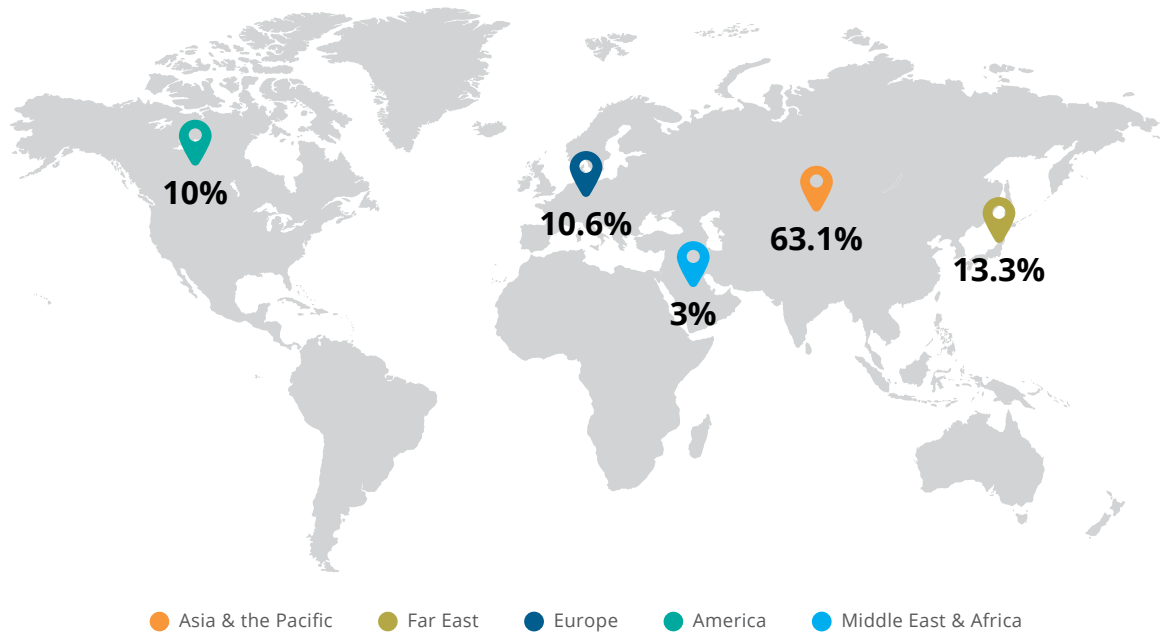 10%
10.6%
63.1%
13.3%
3%
Asia & the Pacific
Far East
Europe
America
Middle East & Africa